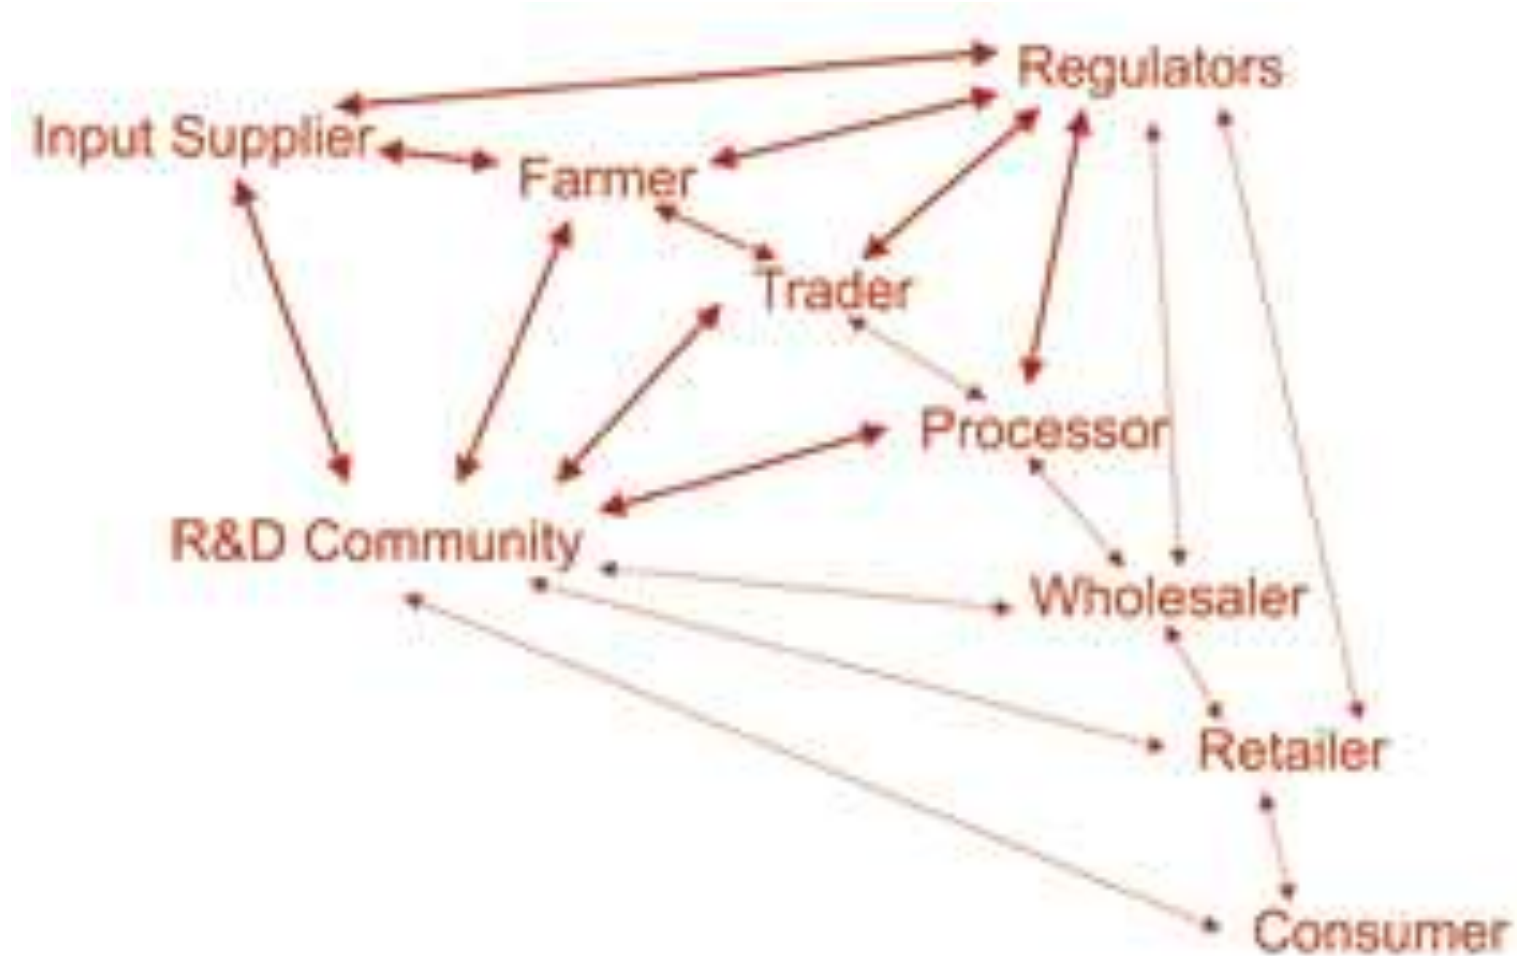 Regulators
Input Supplier
Farmer
Trader
Processor
R&D Community
Wholesaler
Retailer
Consumer